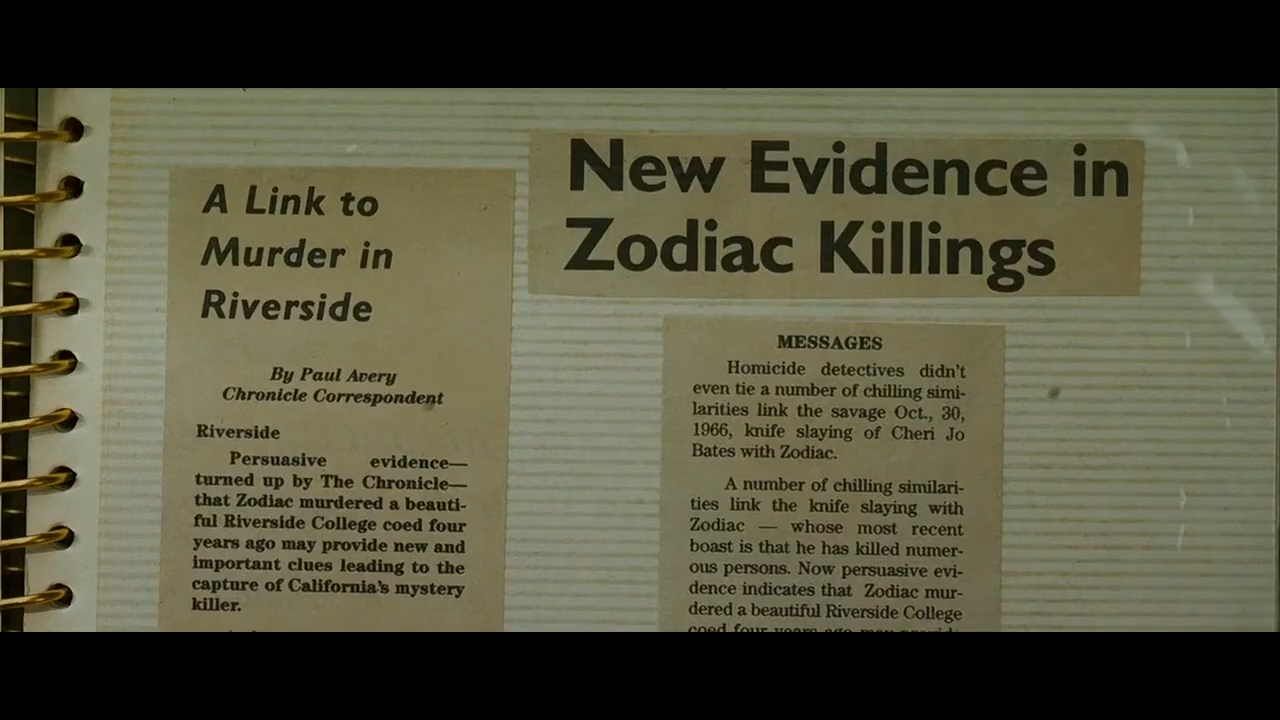 A Link to
Murder in
Riverside
By Paul Avery
Chronicle Correspondent
Riverside
Persuasive evidence—
turned up by The Chronicle—
that Zodiac murdered a beauti-
ful Riverside College coed four
years ago may provide new and
important clues leading to the
capture of California's mystery
killer.
New Evidence in
Zodiac Killings
MESSAGES
Homicide detectives didn't
even tie a number of chilling simi-
larities link the savage Oct., 30,
1966, knife slaying of Cheri Jo
Bates with Zodiac.
A number of chilling similari-
ties link the knife slaying with
Zodiac — whose most recent
boast is that he has killed numer-
ous persons. Now persuasive evi-
dence indicates that Zodiac mur-
dered a beautiful Riverside College
coed four years ago may